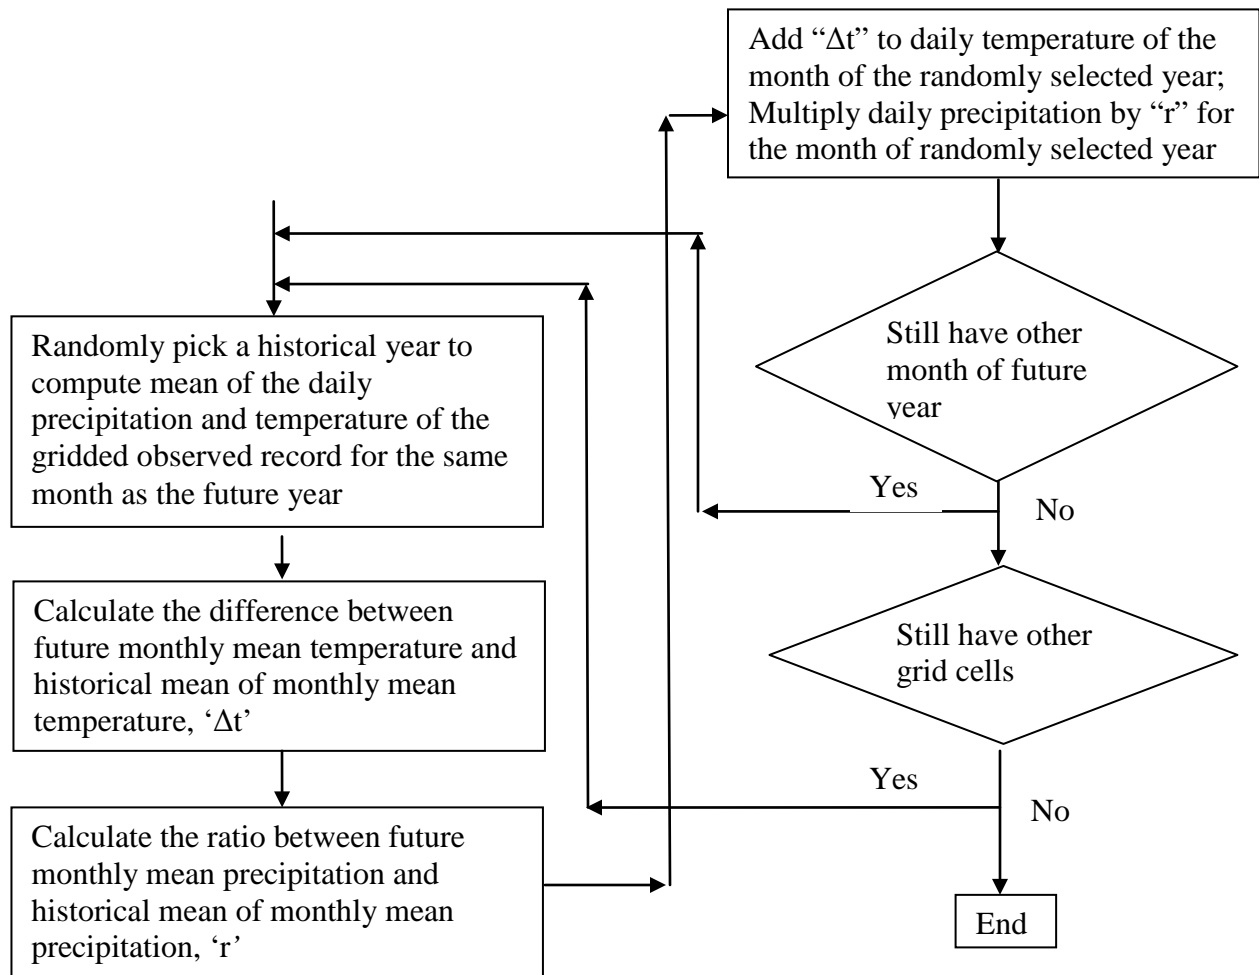 Randomly pick a historical year to
compute mean of the daily
precipitation and temperature of the
gridded observed record for the same
month as the future year
Calculate the difference between
future monthly mean temperature and
historical mean of monthly mean
temperature, ‘Δt’
Calculate the ratio between future
monthly mean precipitation and
historical mean of monthly mean
precipitation, ‘r’
Add “Δt” to daily temperature of the
month of the randomly selected year;
Multiply daily precipitation by “r” for
the month of randomly selected year
Still have other
month of future
year
Yes
No
Still have other
grid cells
Yes
No
End